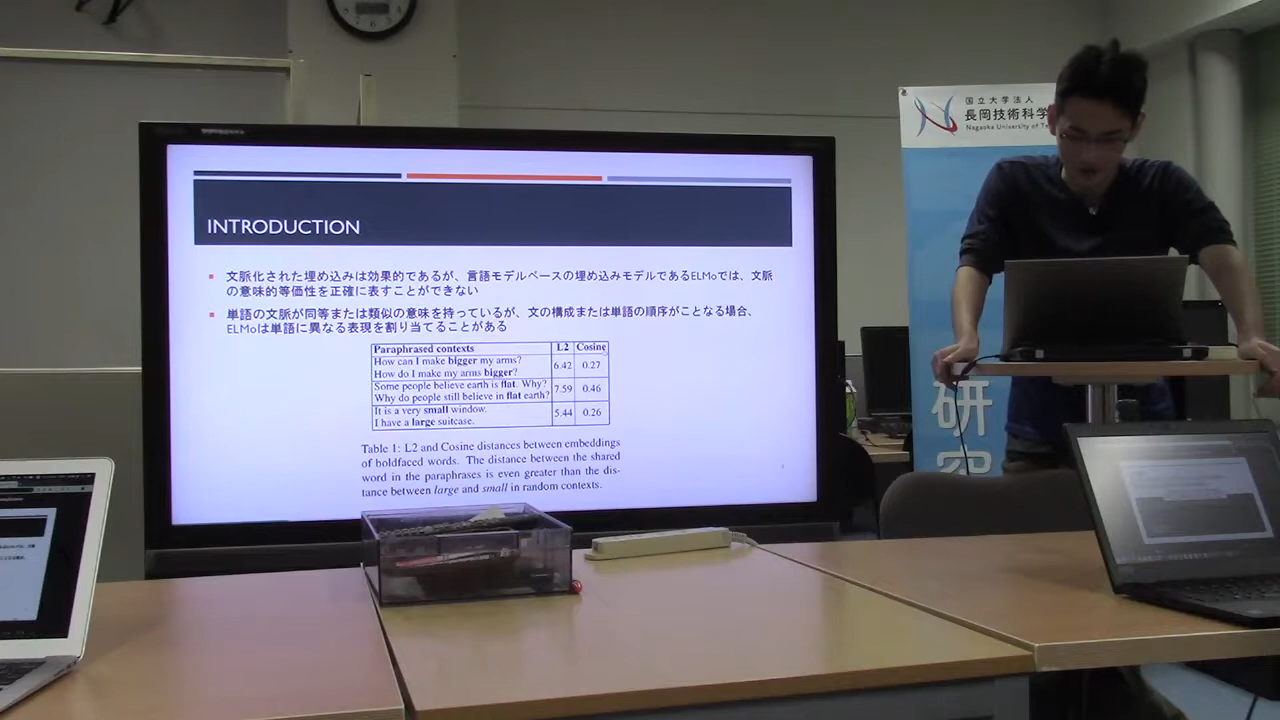 INTRODUCTION
文脈化された埋め込みは効果的であるが、言語モデルベースの埋め込みモデルであるELMoでは、文脈
の意味的等価性を正確に表すことができない
単語の文脈が同等または類似の意味を持っているが、文の構成または単語の順序がことなる場合、
ELMoは単語に異なる表現を割り当てることがある
Paraphrased contexts L2 Cosine
How can I make bigger my arms?
How do I make my arms bigger?
6.42 0.27
Some people believe earth is flat. Why?
Why do people still believe in flat earth?
7.59 0.46
It is a very small window.
I have a large suitcase.
5.44 0.26
Table 1: L2 and Cosine distances between embeddings
of boldfaced words. The distance between the shared
word in the paraphrases is even greater than the dis-
tance between large and small in random contexts.
国立大学法人
長岡技術科学
Nagaoka University of Te
研
究